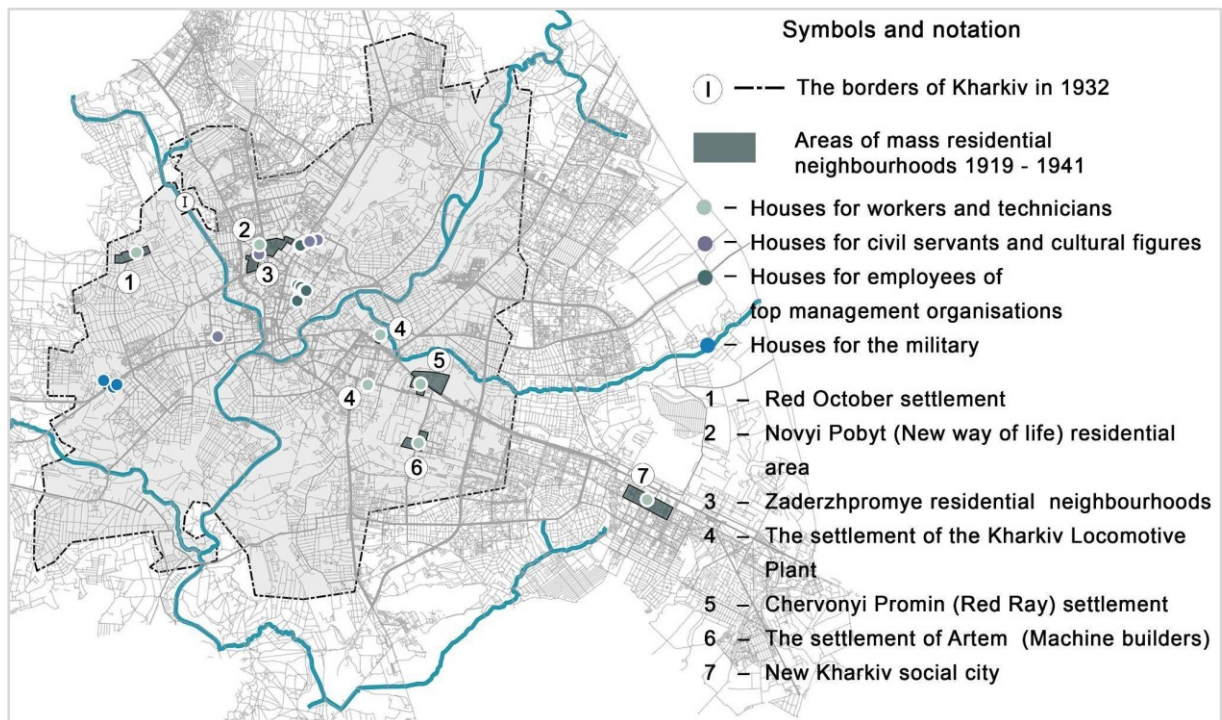 Symbols and notation
I – The borders of Kharkiv in 1932
Areas of mass residential
neighbourhoods 1919 - 1941
– Houses for workers and technicians
– Houses for civil servants and cultural figures
– Houses for employees of
top management organisations
– Houses for the military
1 – Red October settlement
2 – Novyi Pobyt (New way of life) residential
area
3 – Zaderzhpromye residential neighbourhoods
4 – The settlement of the Kharkiv Locomotive
Plant
5 – Chervonyi Promin (Red Ray) settlement
6 – The settlement of Artem (Machine builders)
7 – New Kharkiv social city
I
2
1
3
4
5
4
6
7